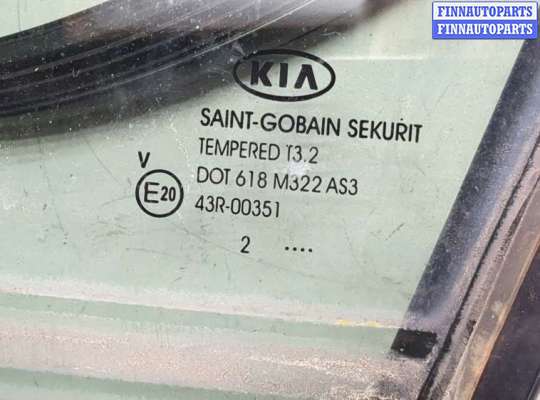 FINNAUTOPARTS
FINNAUTOPARTS
KIA
SAINT-GOBAIN SEKURIT
TEMPERED T3.2
V
DOT 618 M322 AS3
E20
43R-00351
2 ....